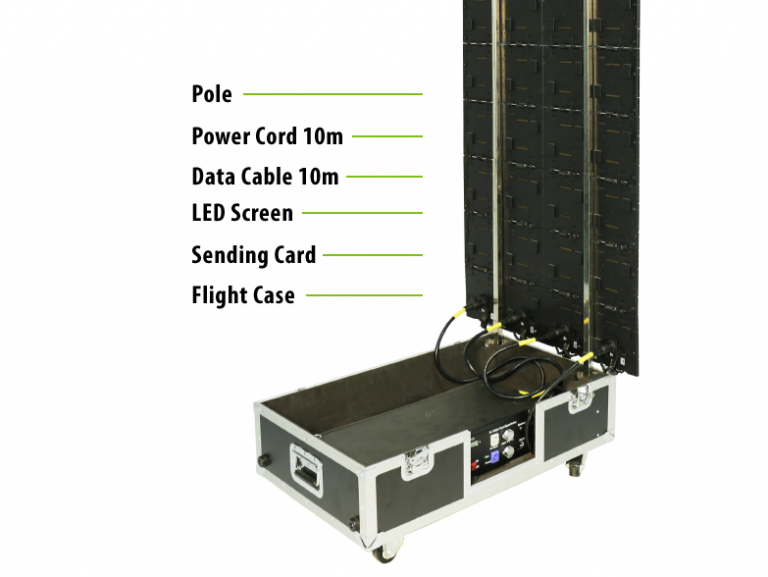 Pole
Power Cord 10m
Data Cable 10m
LED Screen
Sending Card
Flight Case